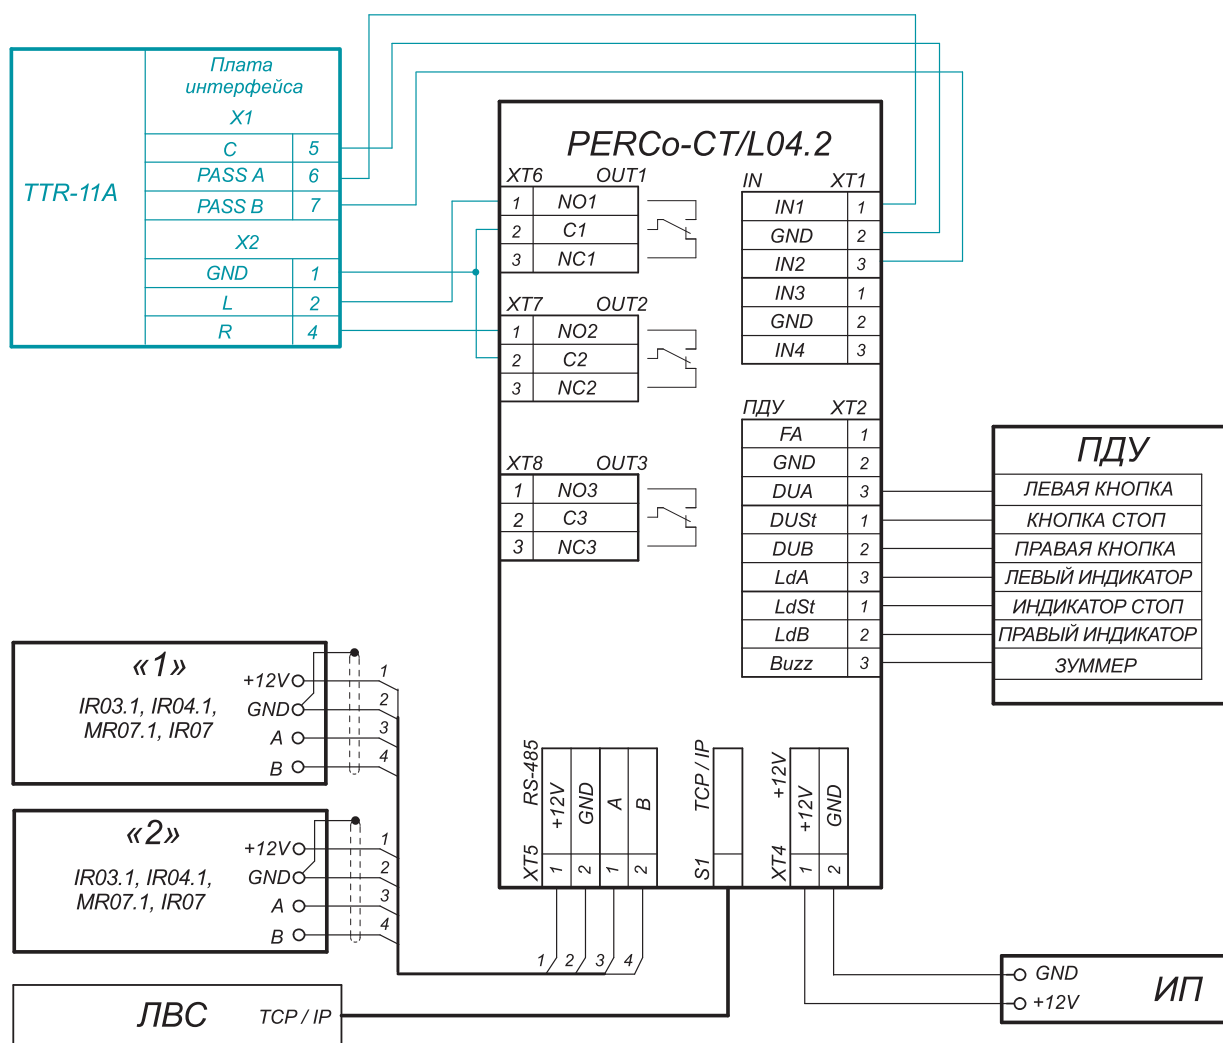 TTR-11A
Плата
интерфейса
X1
C 5
PASS A 6
PASS B 7
X2
GND 1
L 2
R 4
PERCo-CT/L04.2
XT6 OUT1
1 NO1
2 C1
3 NC1
XT7 OUT2
1 NO2
2 C2
3 NC2
XT8 OUT3
1 NO3
2 C3
3 NC3
IN XT1
IN1 1
GND 2
IN2 3
IN3 1
GND 2
IN4 3
ПДУ XT2
FA 1
GND 2
DUA 3
DUSt 1
DUB 2
LdA 3
LdSt 1
LdB 2
Buzz 3
ПДУ
ЛЕВАЯ КНОПКА
КНОПКА СТОП
ПРАВАЯ КНОПКА
ЛЕВЫЙ ИНДИКАТОР
ИНДИКАТОР СТОП
ПРАВЫЙ ИНДИКАТОР
ЗУММЕР
«1»
IR03.1, IR04.1,
MR07.1, IR07
+12V 1
GND 2
A 3
B 4
«2»
IR03.1, IR04.1,
MR07.1, IR07
+12V 1
GND 2
A 3
B 4
XT5 RS-485
1 +12V
2 GND
1 A
2 B
S1 TCP / IP
XT4 +12V
1 +12V
2 GND
1 2 3 4
ЛВС TCP / IP
GND
+12V
ИП